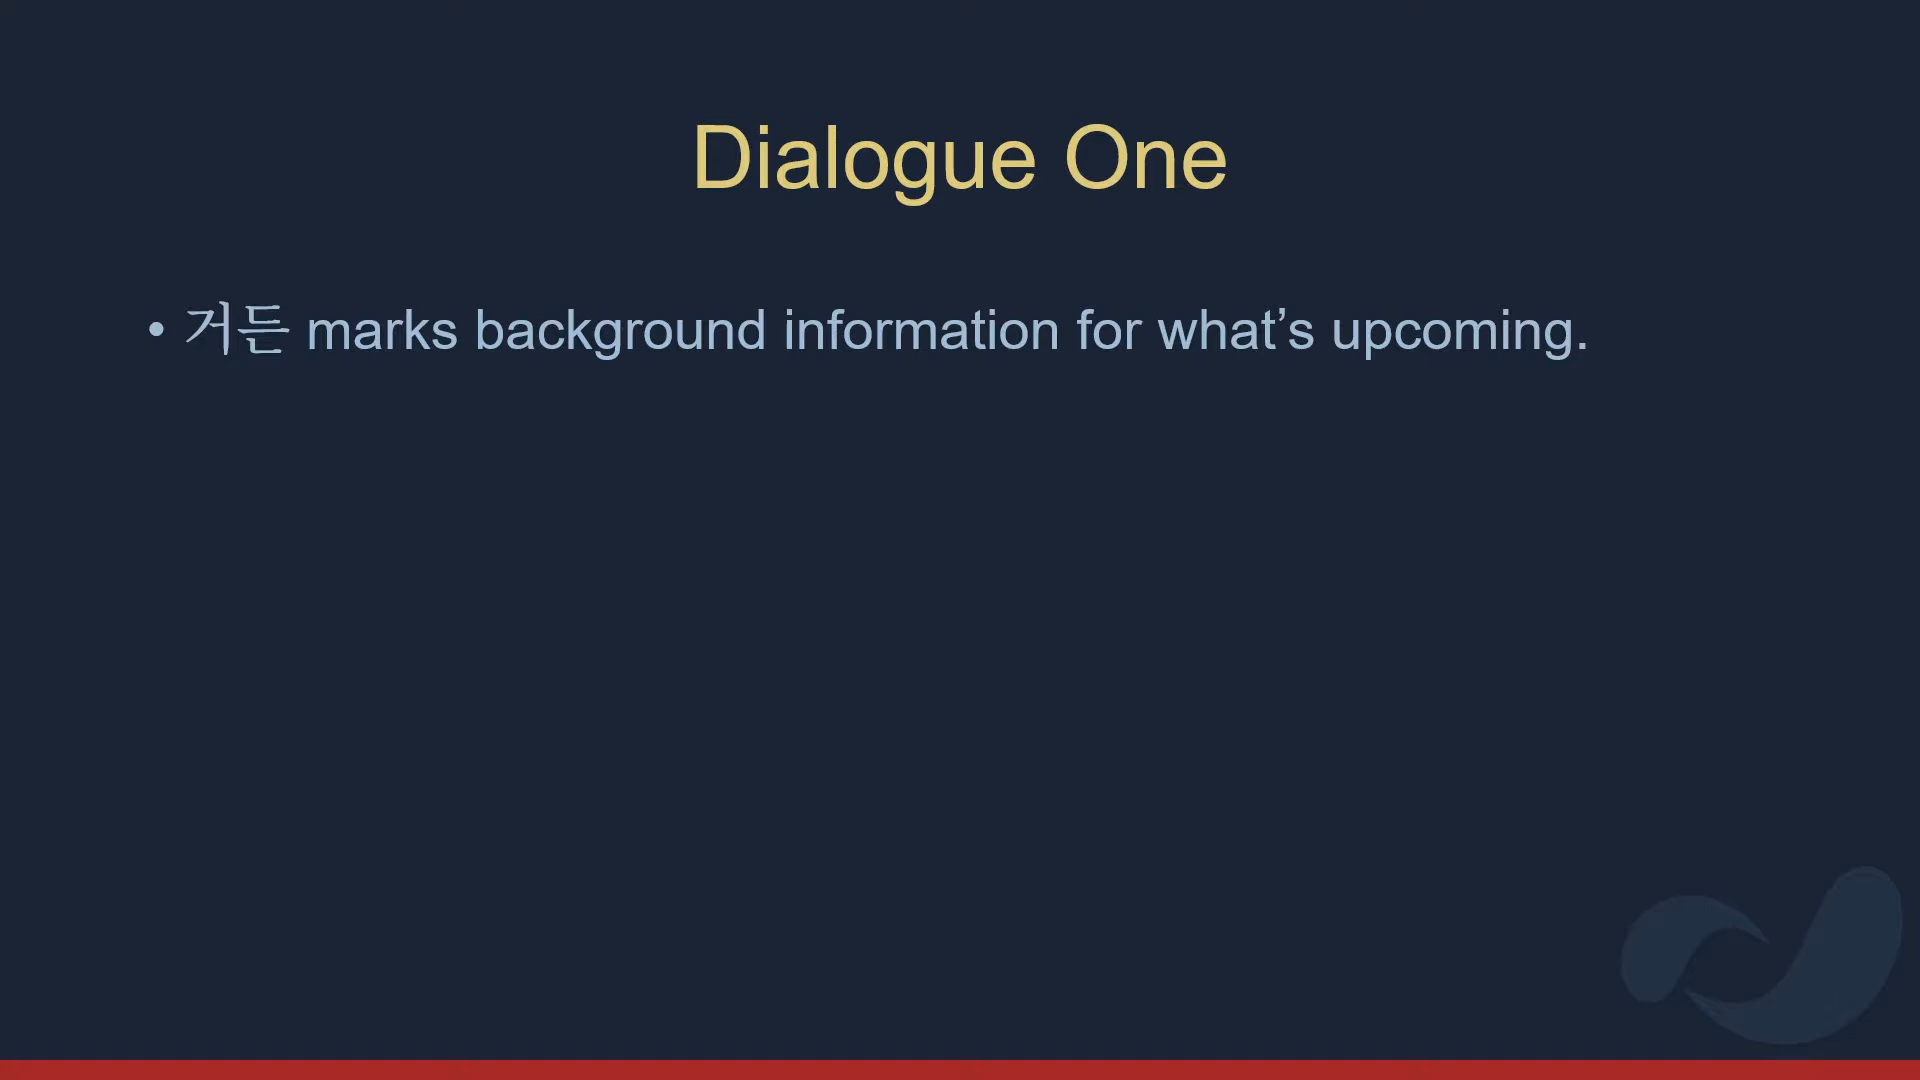 Dialogue One
• 거든 marks background information for what’s upcoming.